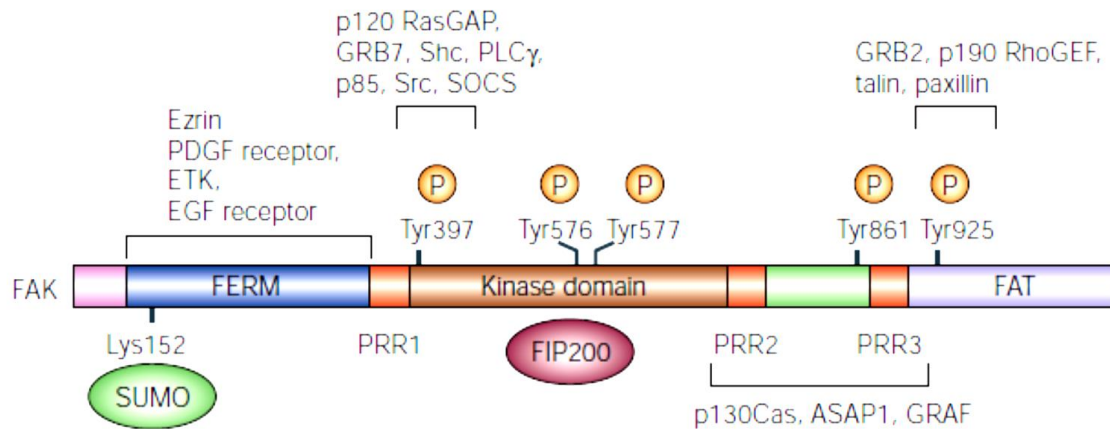 p120 RasGAP,
GRB7, Shc, PLCγ,
p85, Src, SOCS
GRB2, p190 RhoGEF,
talin, paxillin
Ezrin
PDGF receptor,
ETK,
EGF receptor
P P P P P
Tyr397 Tyr576 Tyr577 Tyr861 Tyr925
FAK FERM Kinase domain FAT
Lys152 PRR1 FIP200 PRR2 PRR3
SUMO
p130Cas, ASAP1, GRAF